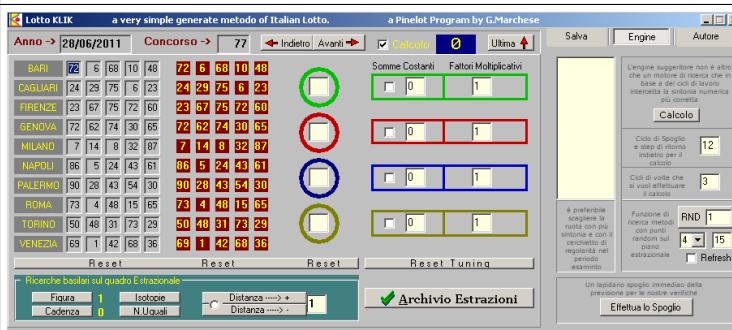 Lotto KLIK a very simple generate metodo of Italian Lotto. a Pinelot Program by G.Marchese
Anno -> 28/06/2011 Concorso -> 77 Indietro Avanti Calcolo 0 Ultima
Salva Engine Autore
BARI 72 6 68 10 48 72 6 68 10 48
CAGLIARI 24 29 75 6 23 24 29 75 6 23
FIRENZE 23 67 75 72 60 23 67 75 72 60
GENOVA 72 62 74 30 65 72 62 74 30 65
MILANO 7 14 8 32 87 7 14 8 32 87
NAPOLI 86 5 24 43 61 86 5 24 43 61
PALERMO 90 28 43 54 30 90 28 43 54 30
ROMA 73 4 48 15 65 73 4 48 15 65
TORINO 50 48 31 73 29 50 48 31 73 29
VENEZIA 69 1 42 68 36 69 1 42 68 36
Reset Reset Reset
Somme Costanti Fattori Moltiplicativi
0 1
0 1
0 1
0 1
Reset Tuning
Ricerche basilari sul quadro Estrazionale
Figura 1 Isotopie Distanza -----> + 1
Cadenza 0 N.Uguali Distanza -----> -
Archivio Estrazioni
L'engine suggeritore non è altro
che un motore di ricerca che in
base a dei cicli di lavoro
intercetta la sintonia numerica
più corretta
Calcolo
Ciclo di Spoglio
e step di ritorno
indietro per il
calcolo
12
Cicli di volte che
si vuol effettuare
il calcolo
3
è preferibile
scegliere la
ruota con più
sintonia e con il
cerchietto di
regolarità nel
periodo
esaminto
Funzione di
ricerca metodi
con punti
random sul
piano
estrazionale
RND 1
4 15
Refresh
Un lapidario spoglio immediao della
previsione per le nostre verifiche
Effettua lo Spoglio